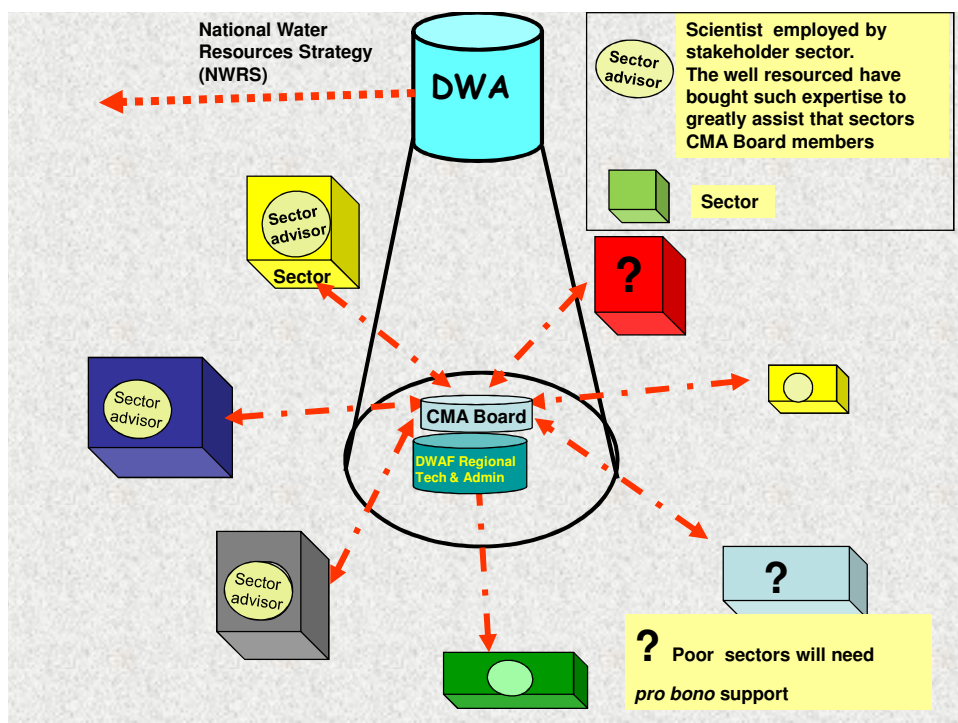 National Water
Resources Strategy
(NWRS)
DWA
Sector
advisor
Scientist employed by
stakeholder sector.
The well resourced have
bought such expertise to
greatly assist that sectors
CMA Board members
Sector
Sector
advisor
Sector
?
Sector
advisor
CMA Board
DWAF Regional
Tech & Admin
Sector
advisor
?
? Poor sectors will need
pro bono support